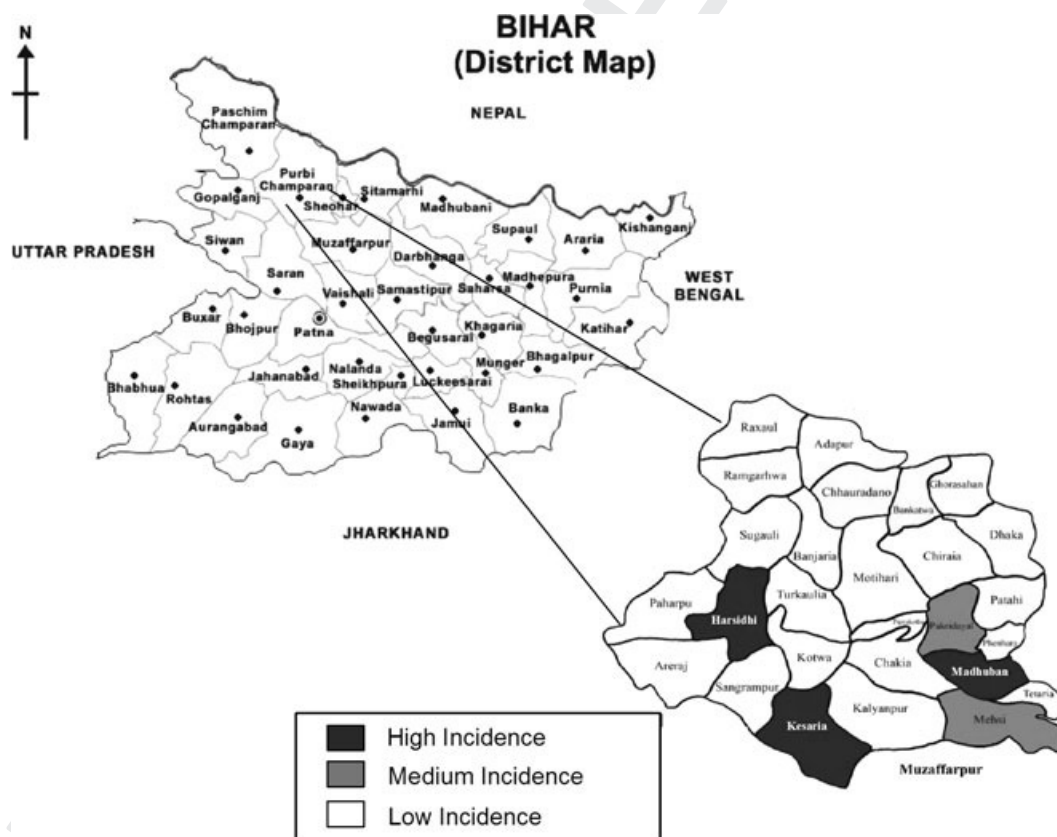 BIHAR
(District Map)
N
NEPAL
Paschim
Champaran
Purbi
Champaran
Sheohar
Sitamarhi
Gopalganj
Madhubani
Kishanganj
Siwan
Supaul
Araria
UTTAR PRADESH
Muzaffarpur
Darbhanga
Saran
Madhepura
WEST
BENGAL
Vaishali
Samastipur
Saharsa
Purnia
Buxar
Bhojpur
Patna
Khagaria
Katihar
Begusarai
Nalanda
Munger
Bhagalpur
Jahanabad
Sheikhpura
Luckeesarai
Bhabhua
Rohtas
Nawada
Banka
Aurangabad
Jamui
Gaya
JHARKHAND
Raxaul
Adapur
Ramgarhwa
Chhauradano
Ghorasahan
Bankatwa
Sugauli
Dhaka
Banjaria
Chiraia
Motihari
Paharpu
Turkaulia
Patahi
Harsidhi
Pakridayal
Phenhara
Kotwa
Areraj
Chakia
Madhuban
Sangrampur
Tetaria
Kesaria
Kalyanpur
Mehsi
Muzaffarpur
High Incidence
Medium Incidence
Low Incidence